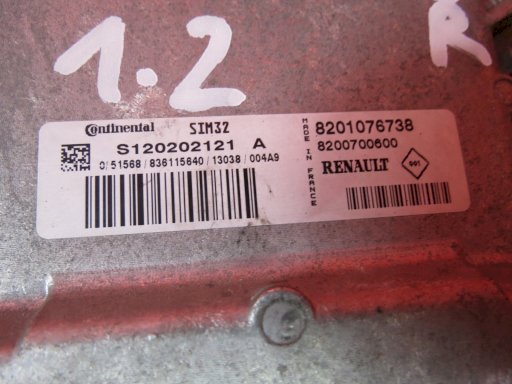 1.2
R
Continental SIM32
S120202121 A
0/51568/836115640/13038/004A9
MADE IN FRANCE
8201076738
8200700600
RENAULT